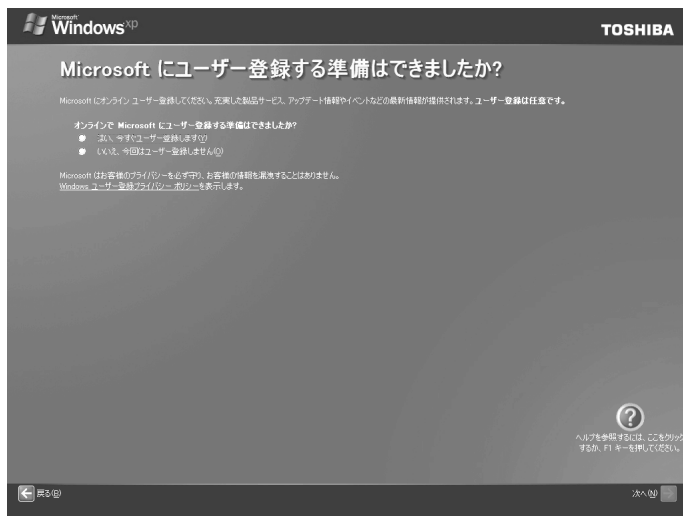 Microsoft
Windows xp
TOSHIBA
Microsoft にユーザー登録する準備はできましたか?
Microsoft にオンライン ユーザー登録してください。充実した製品サービス、アップデート情報やイベントなどの最新情報が提供されます。ユーザー登録は任意です。
オンラインで Microsoft にユーザー登録する準備はできましたか?
はい、今すぐユーザー登録します(Y)
いいえ、今回はユーザー登録しません(O)
Microsoft はお客様のプライバシーを必ず守り、お客様の情報を漏洩することはありません。
Windows ユーザー登録プライバシー ポリシーを表示します。
?
ヘルプを参照するには、ここをクリック
するか、F1 キーを押してください。
戻る(B)
次へ(N)